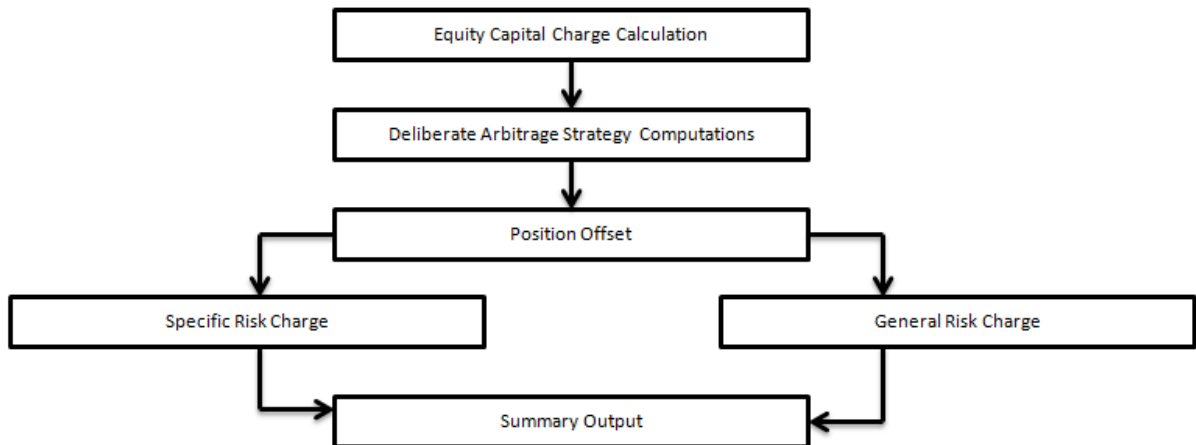 Equity Capital Charge Calculation
Deliberate Arbitrage Strategy Computations
Position Offset
Specific Risk Charge
General Risk Charge
Summary Output